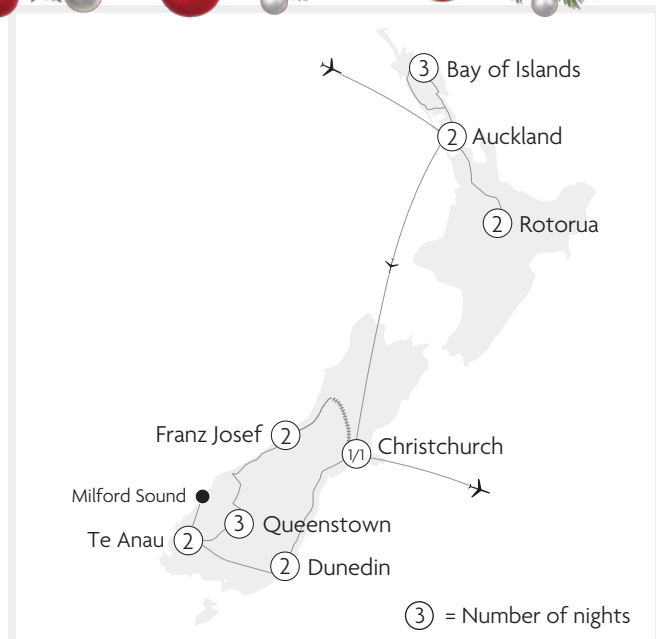 3 Bay of Islands
2 Auckland
2 Rotorua
Franz Josef 2
1/1 Christchurch
Milford Sound
3 Queenstown
Te Anau 2
2 Dunedin
3 = Number of nights